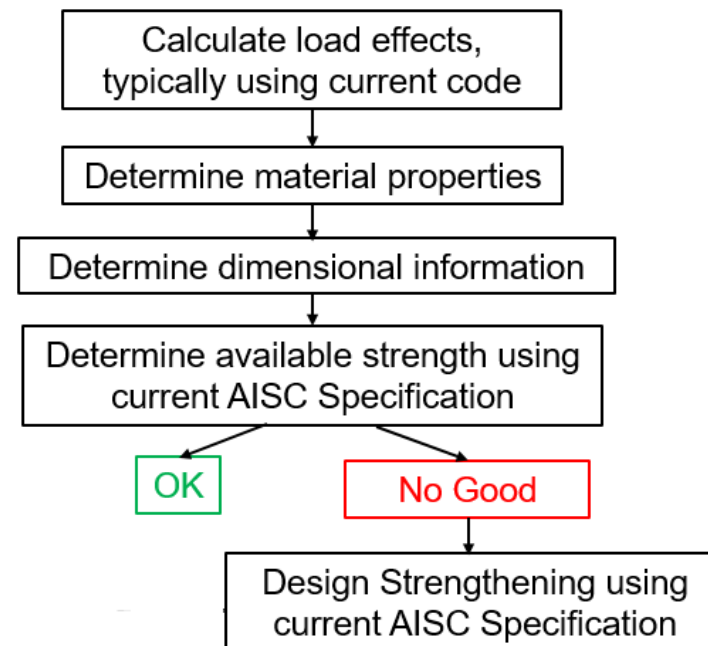 Calculate load effects,
typically using current code
Determine material properties
Determine dimensional information
Determine available strength using
current AISC Specification
OK
No Good
Design Strengthening using
current AISC Specification